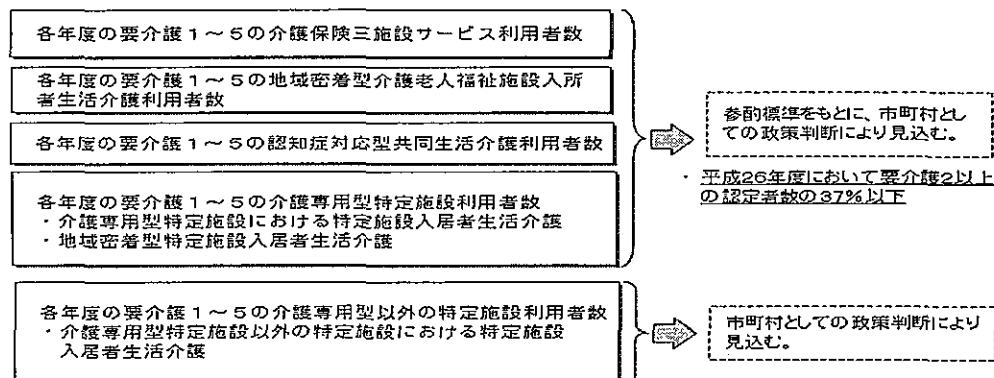 各年度の要介護1～5の介護保険三施設サービス利用者数
各年度の要介護1～5の地域密着型介護老人福祉施設入所
者生活介護利用者数
各年度の要介護1～5の認知症対応型共同生活介護利用者数
各年度の要介護1～5の介護専用型特定施設利用者数
・介護専用型特定施設における特定施設入居者生活介護
・地域密着型特定施設入居者生活介護
参酌標準をもとに、市町村とし
ての政策判断により見込む。
・ 平成26年度において要介護2以上
の認定者数の37%以下
各年度の要介護1～5の介護専用型以外の特定施設利用者数
・介護専用型特定施設以外の特定施設における特定施設
入居者生活介護
市町村としての政策判断により
見込む。